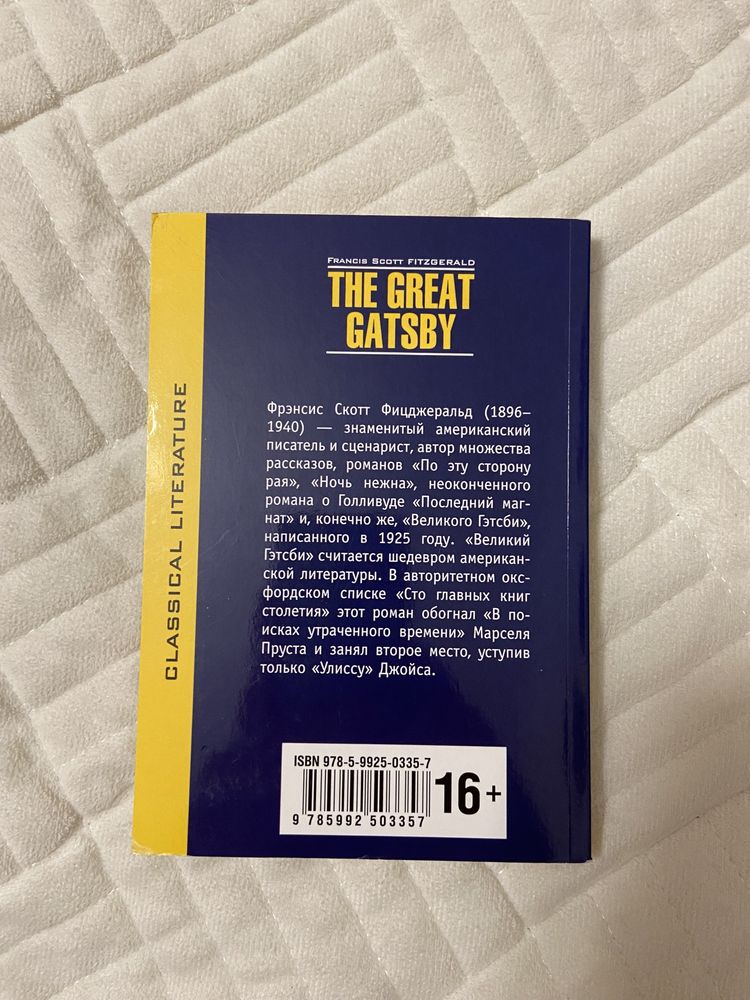 FRANCIS SCOTT FITZGERALD
THE GREAT
GATSBY
CLASSICAL LITERATURE
Фрэнсис Скотт Фицджеральд (1896–
1940) — знаменитый американский
писатель и сценарист, автор множества
рассказов, романов «По эту сторону
рая», «Ночь нежна», неоконченного
романа о Голливуде «Последний маг-
нат» и, конечно же, «Великого Гэтсби»,
написанного в 1925 году. «Великий
Гэтсби» считается шедевром американ-
ской литературы. В авторитетном окс-
фордском списке «Сто главных книг
столетия» этот роман обогнал «В по-
исках утраченного времени» Марселя
Пруста и занял второе место, уступив
только «Улиссу» Джойса.
ISBN 978-5-9925-0335-7
16+
9 785992 503357